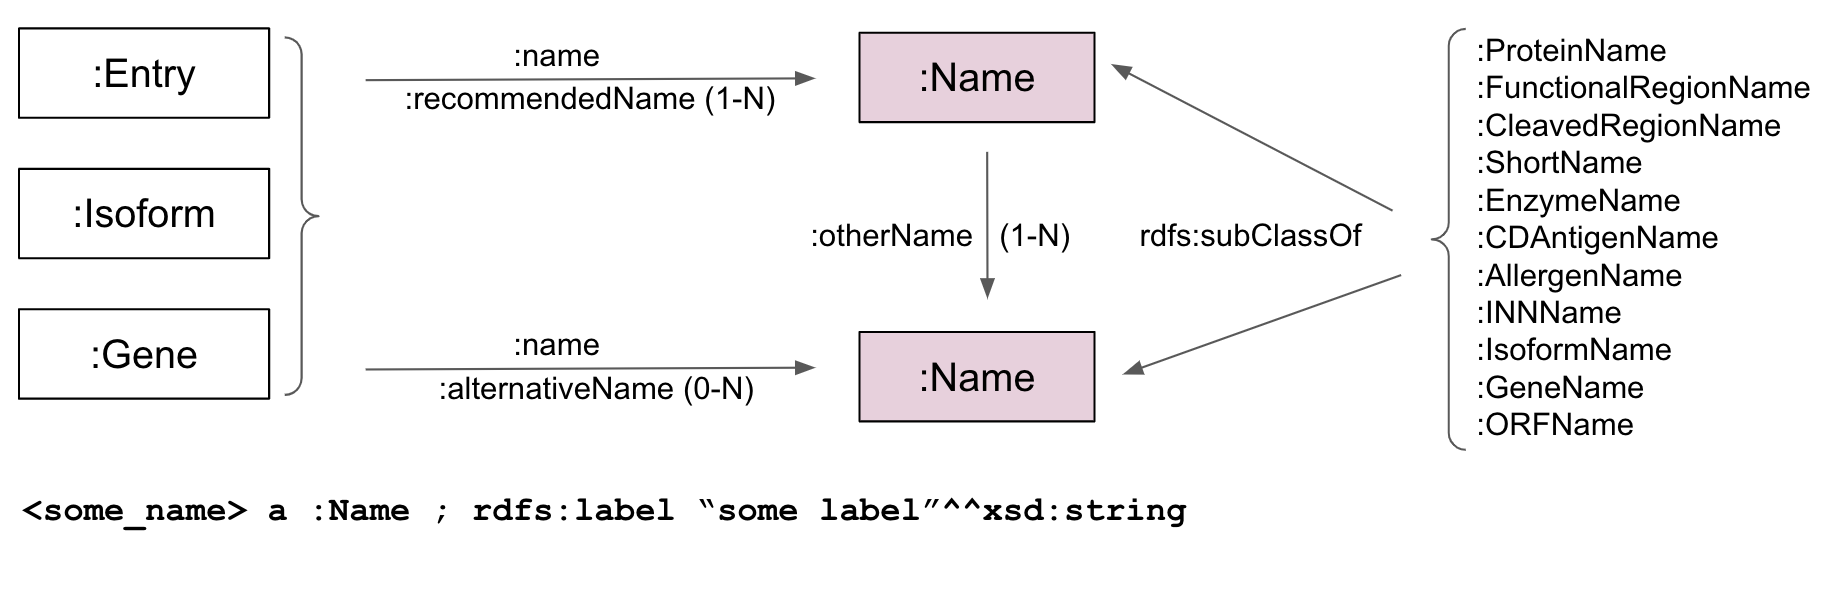 :Entry
:Isoform
:Gene
:name
:recommendedName (1-N)
:name
:alternativeName (0-N)
:Name
:otherName (1-N)
:Name
rdfs:subClassOf
:ProteinName
:FunctionalRegionName
:CleavedRegionName
:ShortName
:EnzymeName
:CDAntigenName
:AllergenName
:INNName
:IsoformName
:GeneName
:ORFName
<some_name> a :Name ; rdfs:label “some label”^^xsd:string